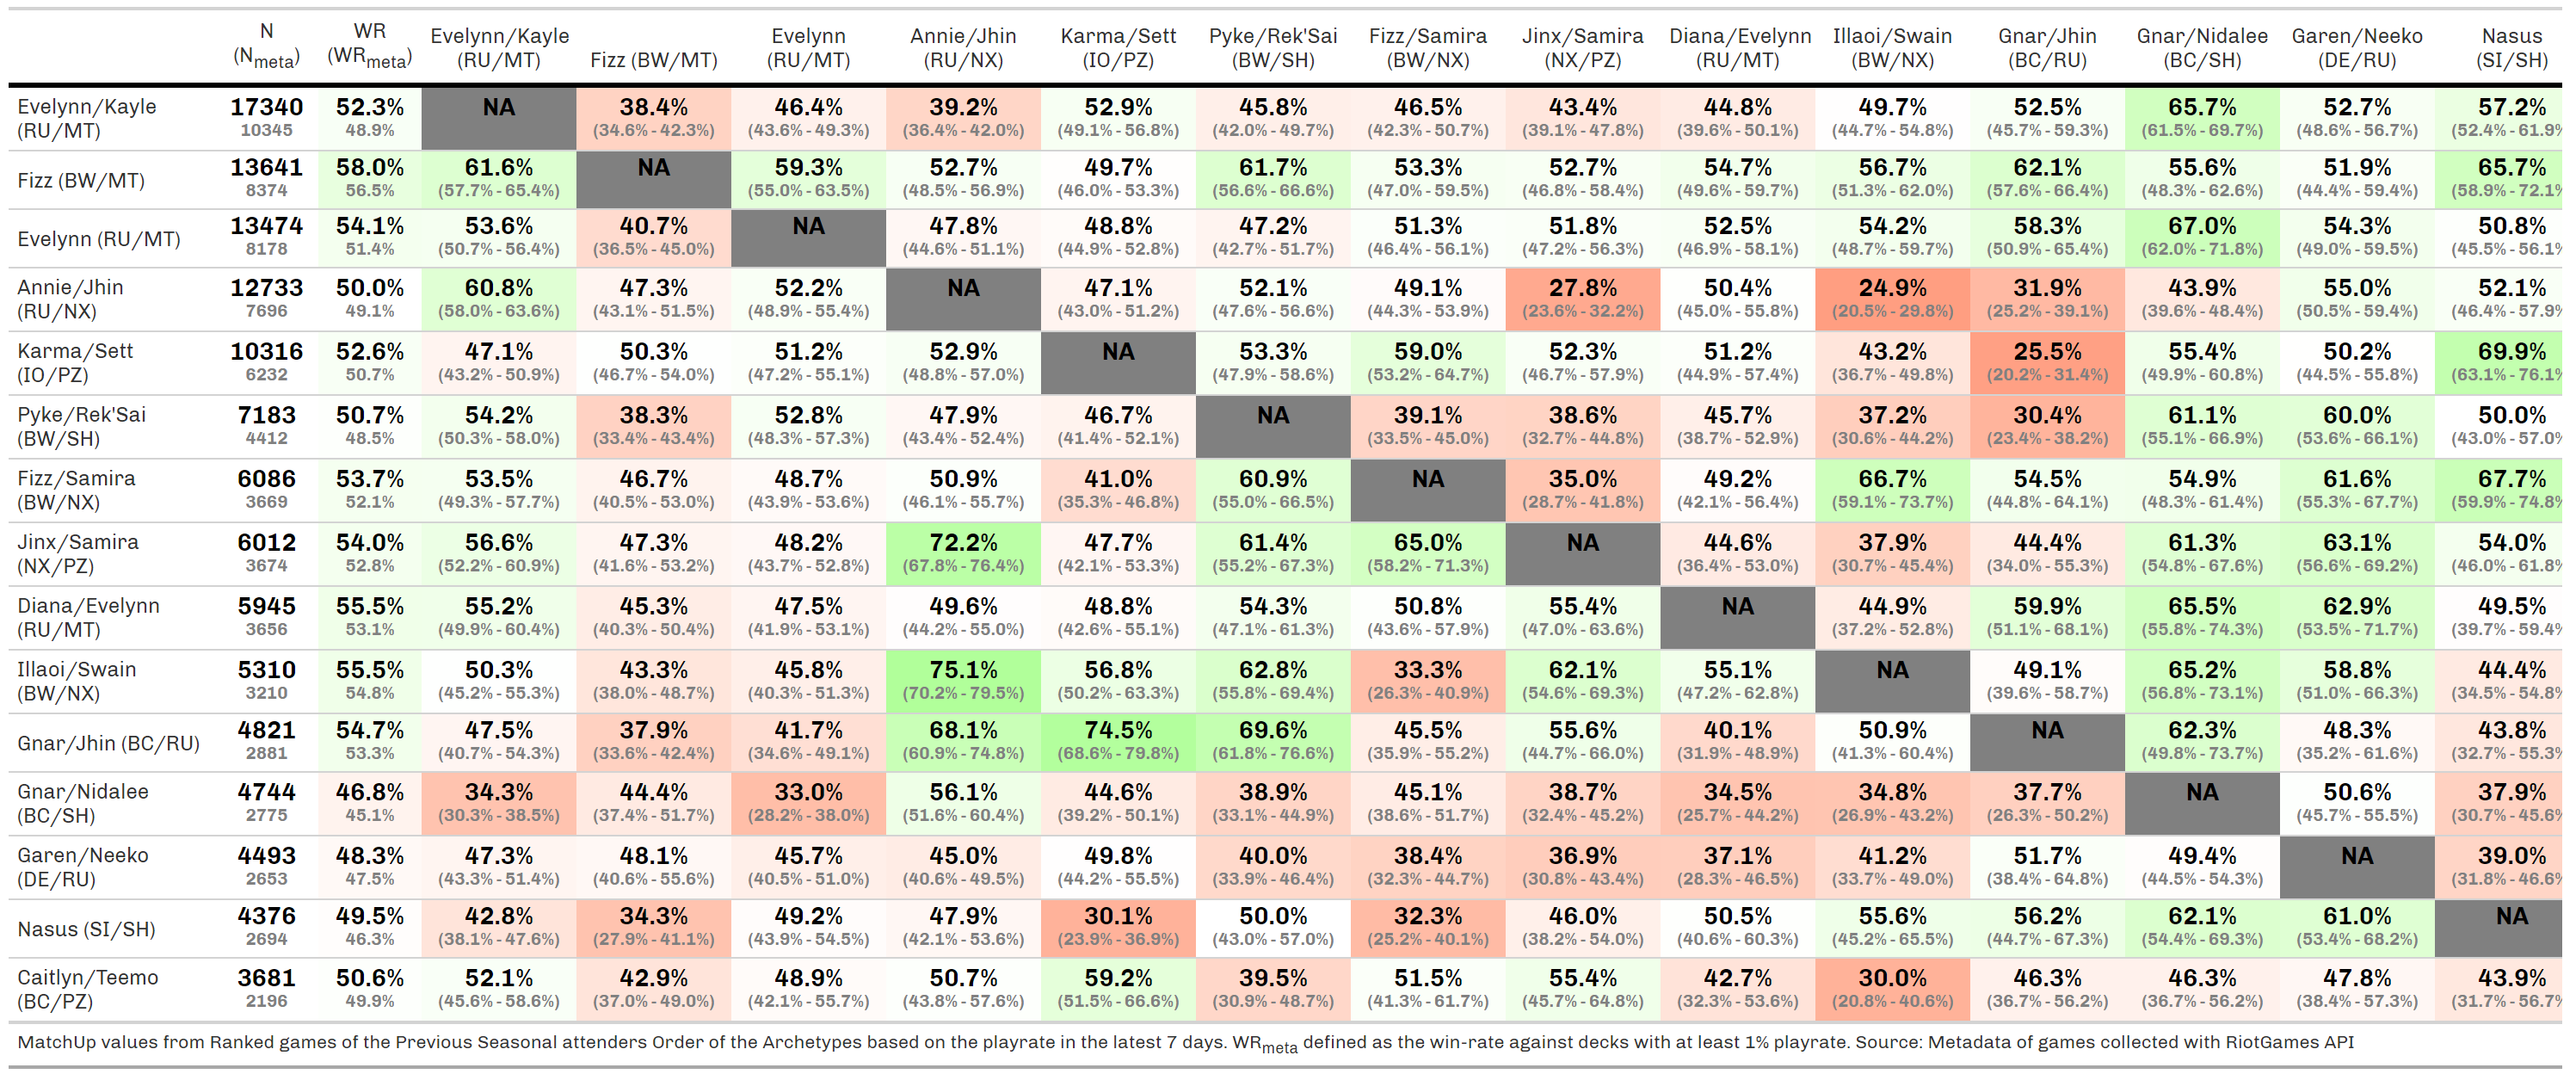 N WR Evelynn/Kayle Evelynn Annie/Jhin Karma/Sett Pyke/Rek'Sai Fizz/Samira Jinx/Samira Diana/Evelynn Illaoi/Swain Gnar/Jhin Gnar/Nidalee Garen/Neeko Nasus
(Nmeta) (WRmeta) (RU/MT) Fizz (BW/MT) (RU/MT) (RU/NX) (IO/PZ) (BW/SH) (BW/NX) (NX/PZ) (RU/MT) (BW/NX) (BC/RU) (BC/SH) (DE/RU) (SI/SH)
Evelynn/Kayle 17340 52.3% NA 38.4% 46.4% 39.2% 52.9% 45.8% 46.5% 43.4% 44.8% 49.7% 52.5% 65.7% 52.7% 57.2%
(RU/MT) 10345 48.9% (34.6% - 42.3%) (43.6% - 49.3%) (36.4% - 42.0%) (49.1% - 56.8%) (42.0% - 49.7%) (42.3% - 50.7%) (39.1% - 47.8%) (39.6% - 50.1%) (44.7% - 54.8%) (45.7% - 59.3%) (61.5% - 69.7%) (48.6% - 56.7%) (52.4% - 61.9%
Fizz (BW/MT) 13641 58.0% 61.6% NA 59.3% 52.7% 49.7% 61.7% 53.3% 52.7% 54.7% 56.7% 62.1% 55.6% 51.9% 65.7%
8374 56.5% (57.7% - 65.4%) (55.0% - 63.5%) (48.5% - 56.9%) (46.0% - 53.3%) (56.6% - 66.6%) (47.0% - 59.5%) (46.8% - 58.4%) (49.6% - 59.7%) (51.3% - 62.0%) (57.6% - 66.4%) (48.3% - 62.6%) (44.4% - 59.4%) (58.9% - 72.1%
Evelynn (RU/MT) 13474 54.1% 53.6% 40.7% NA 47.8% 48.8% 47.2% 51.3% 51.8% 52.5% 54.2% 58.3% 67.0% 54.3% 50.8%
8178 51.4% (50.7% - 56.4%) (36.5% - 45.0%) (44.6% - 51.1%) (44.9% - 52.8%) (42.7% - 51.7%) (46.4% - 56.1%) (47.2% - 56.3%) (46.9% - 58.1%) (48.7% - 59.7%) (50.9% - 65.4%) (62.0% - 71.8%) (49.0% - 59.5%) (45.5% - 56.1%
Annie/Jhin 12733 50.0% 60.8% 47.3% 52.2% NA 47.1% 52.1% 49.1% 27.8% 50.4% 24.9% 31.9% 43.9% 55.0% 52.1%
(RU/NX) 7696 49.1% (58.0% - 63.6%) (43.1% - 51.5%) (48.9% - 55.4%) (43.0% - 51.2%) (47.6% - 56.6%) (44.3% - 53.9%) (23.6% - 32.2%) (45.0% - 55.8%) (20.5% - 29.8%) (25.2% - 39.1%) (39.6% - 48.4%) (50.5% - 59.4%) (46.4% - 57.9%
Karma/Sett 10316 52.6% 47.1% 50.3% 51.2% 52.9% NA 53.3% 59.0% 52.3% 51.2% 43.2% 25.5% 55.4% 50.2% 69.9%
(IO/PZ) 6232 50.7% (43.2% - 50.9%) (46.7% - 54.0%) (47.2% - 55.1%) (48.8% - 57.0%) (47.9% - 58.6%) (53.2% - 64.7%) (46.7% - 57.9%) (44.9% - 57.4%) (36.7% - 49.8%) (20.2% - 31.4%) (49.9% - 60.8%) (44.5% - 55.8%) (63.1% - 76.1%
Pyke/Rek'Sai 7183 50.7% 54.2% 38.3% 52.8% 47.9% 46.7% NA 39.1% 38.6% 45.7% 37.2% 30.4% 61.1% 60.0% 50.0%
(BW/SH) 4412 48.5% (50.3% - 58.0%) (33.4% - 43.4%) (48.3% - 57.3%) (43.4% - 52.4%) (41.4% - 52.1%) (33.5% - 45.0%) (32.7% - 44.8%) (38.7% - 52.9%) (30.6% - 44.2%) (23.4% - 38.2%) (55.1% - 66.9%) (53.6% - 66.1%) (43.0% - 57.0%
Fizz/Samira 6086 53.7% 53.5% 46.7% 48.7% 50.9% 41.0% 60.9% NA 35.0% 49.2% 66.7% 54.5% 54.9% 61.6% 67.7%
(BW/NX) 3669 52.1% (49.3% - 57.7%) (40.5% - 53.0%) (43.9% - 53.6%) (46.1% - 55.7%) (35.3% - 46.8%) (55.0% - 66.5%) (28.7% - 41.8%) (42.1% - 56.4%) (59.1% - 73.7%) (44.8% - 64.1%) (48.3% - 61.4%) (55.3% - 67.7%) (59.9% - 74.8%
Jinx/Samira 6012 54.0% 56.6% 47.3% 48.2% 72.2% 47.7% 61.4% 65.0% NA 44.6% 37.9% 44.4% 61.3% 63.1% 54.0%
(NX/PZ) 3674 52.8% (52.2% - 60.9%) (41.6% - 53.2%) (43.7% - 52.8%) (67.8% - 76.4%) (42.1% - 53.3%) (55.2% - 67.3%) (58.2% - 71.3%) (36.4% - 53.0%) (30.7% - 45.4%) (34.0% - 55.3%) (54.8% - 67.6%) (56.6% - 69.2%) (46.0% - 61.8%
Diana/Evelynn 5945 55.5% 55.2% 45.3% 47.5% 49.6% 48.8% 54.3% 50.8% 55.4% NA 44.9% 59.9% 65.5% 62.9% 49.5%
(RU/MT) 3656 53.1% (49.9% - 60.4%) (40.3% - 50.4%) (41.9% - 53.1%) (44.2% - 55.0%) (42.6% - 55.1%) (47.1% - 61.3%) (43.6% - 57.9%) (47.0% - 63.6%) (37.2% - 52.8%) (51.1% - 68.1%) (55.8% - 74.3%) (53.5% - 71.7%) (39.7% - 59.4%
Illaoi/Swain 5310 55.5% 50.3% 43.3% 45.8% 75.1% 56.8% 62.8% 33.3% 62.1% 55.1% NA 49.1% 65.2% 58.8% 44.4%
(BW/NX) 3210 54.8% (45.2% - 55.3%) (38.0% - 48.7%) (40.3% - 51.3%) (70.2% - 79.5%) (50.2% - 63.3%) (55.8% - 69.4%) (26.3% - 40.9%) (54.6% - 69.3%) (47.2% - 62.8%) (39.6% - 58.7%) (56.8% - 73.1%) (51.0% - 66.3%) (34.5% - 54.8%
Gnar/Jhin (BC/RU) 4821 54.7% 47.5% 37.9% 41.7% 68.1% 74.5% 69.6% 45.5% 55.6% 40.1% 50.9% NA 62.3% 48.3% 43.8%
2881 53.3% (40.7% - 54.3%) (33.6% - 42.4%) (34.6% - 49.1%) (60.9% - 74.8%) (68.6% - 79.8%) (61.8% - 76.6%) (35.9% - 55.2%) (44.7% - 66.0%) (31.9% - 48.9%) (41.3% - 60.4%) (49.8% - 73.7%) (35.2% - 61.6%) (32.7% - 55.3%
Gnar/Nidalee 4744 46.8% 34.3% 44.4% 33.0% 56.1% 44.6% 38.9% 45.1% 38.7% 34.5% 34.8% 37.7% NA 50.6% 37.9%
(BC/SH) 2775 45.1% (30.3% - 38.5%) (37.4% - 51.7%) (28.2% - 38.0%) (51.6% - 60.4%) (39.2% - 50.1%) (33.1% - 44.9%) (38.6% - 51.7%) (32.4% - 45.2%) (25.7% - 44.2%) (26.9% - 43.2%) (26.3% - 50.2%) (45.7% - 55.5%) (30.7% - 45.6%
Garen/Neeko 4493 48.3% 47.3% 48.1% 45.7% 45.0% 49.8% 40.0% 38.4% 36.9% 37.1% 41.2% 51.7% 49.4% NA 39.0%
(DE/RU) 2653 47.5% (43.3% - 51.4%) (40.6% - 55.6%) (40.5% - 51.0%) (40.6% - 49.5%) (44.2% - 55.5%) (33.9% - 46.4%) (32.3% - 44.7%) (30.8% - 43.4%) (28.3% - 46.5%) (33.7% - 49.0%) (38.4% - 64.8%) (44.5% - 54.3%) (31.8% - 46.6%
Nasus (SI/SH) 4376 49.5% 42.8% 34.3% 49.2% 47.9% 30.1% 50.0% 32.3% 46.0% 50.5% 55.6% 56.2% 62.1% 61.0% NA
2694 46.3% (38.1% - 47.6%) (27.9% - 41.1%) (43.9% - 54.5%) (42.1% - 53.6%) (23.9% - 36.9%) (43.0% - 57.0%) (25.2% - 40.1%) (38.2% - 54.0%) (40.6% - 60.3%) (45.2% - 65.5%) (44.7% - 67.3%) (54.4% - 69.3%) (53.4% - 68.2%)
Caitlyn/Teemo 3681 50.6% 52.1% 42.9% 48.9% 50.7% 59.2% 39.5% 51.5% 55.4% 42.7% 30.0% 46.3% 46.3% 47.8% 43.9%
(BC/PZ) 2196 49.9% (45.6% - 58.6%) (37.0% - 49.0%) (42.1% - 55.7%) (43.8% - 57.6%) (51.5% - 66.6%) (30.9% - 48.7%) (41.3% - 61.7%) (45.7% - 64.8%) (32.3% - 53.6%) (20.8% - 40.6%) (36.7% - 56.2%) (36.7% - 56.2%) (38.4% - 57.3%) (31.7% - 56.7%
MatchUp values from Ranked games of the Previous Seasonal attenders Order of the Archetypes based on the playrate in the latest 7 days. WRmeta defined as the win-rate against decks with at least 1% playrate. Source: Metadata of games collected with RiotGames API